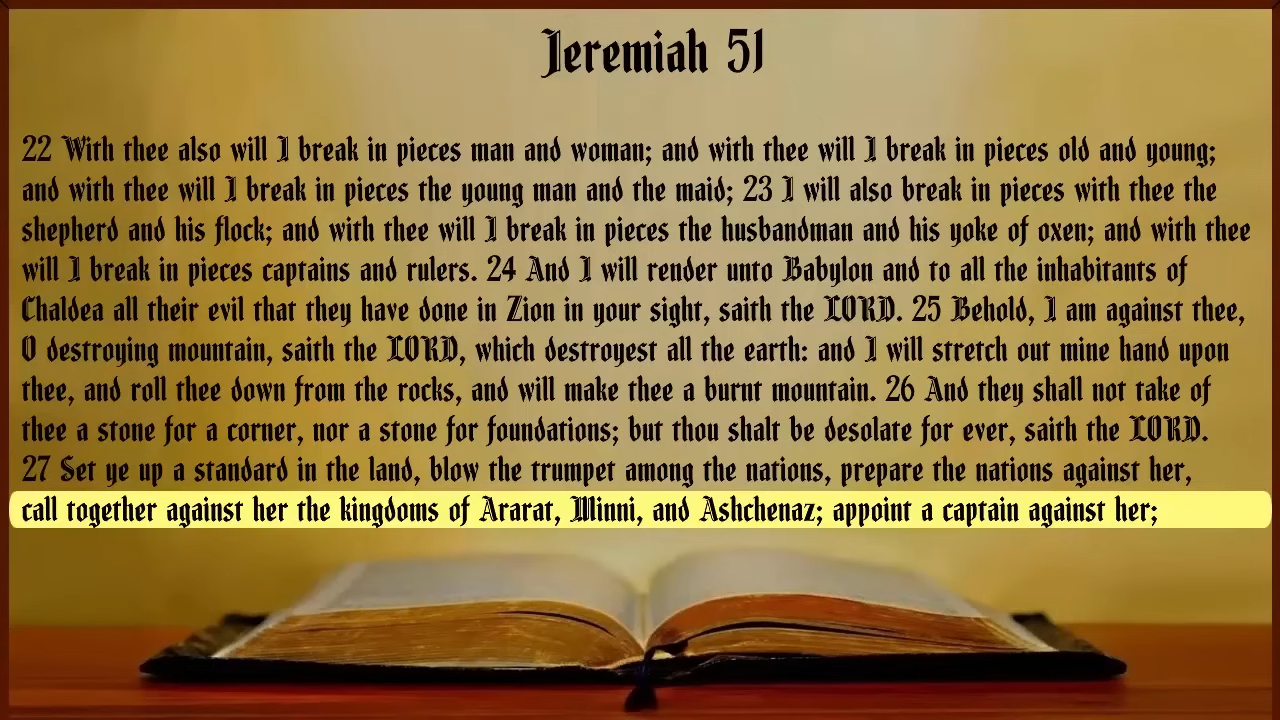 Jeremiah 51
22 With thee also will I break in pieces man and woman; and with thee will I break in pieces old and young;
and with thee will I break in pieces the young man and the maid; 23 I will also break in pieces with thee the
shepherd and his flock; and with thee will I break in pieces the husbandman and his yoke of oxen; and with thee
will I break in pieces captains and rulers. 24 And I will render unto Babylon and to all the inhabitants of
Chaldea all their evil that they have done in Zion in your sight, saith the LORD. 25 Behold, I am against thee,
O destroying mountain, saith the LORD, which destroyest all the earth: and I will stretch out mine hand upon
thee, and roll thee down from the rocks, and will make thee a burnt mountain. 26 And they shall not take of
thee a stone for a corner, nor a stone for foundations; but thou shalt be desolate for ever, saith the LORD.
27 Set ye up a standard in the land, blow the trumpet among the nations, prepare the nations against her,
call together against her the kingdoms of Ararat, Minni, and Ashchenaz; appoint a captain against her;